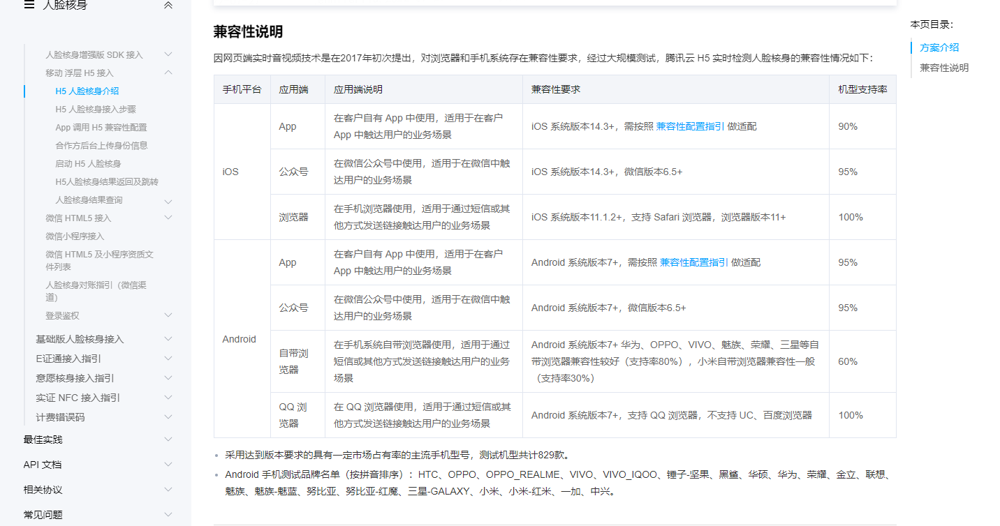 人脸核身
人脸核身增强版 SDK 接入
移动 浮层 H5 接入
H5 人脸核身介绍
H5 人脸核身接入步骤
App 调用 H5 兼容性配置
合作方后台上传身份信息
启动 H5 人脸核身
H5人脸核身结果返回及跳转
人脸核身结果查询
微信 HTML5 接入
微信小程序接入
微信 HTML5 及小程序资质文
件列表
人脸核身对账指引（微信渠
道）
登录鉴权
基础版人脸核身接入
E证通接入指引
意愿核身接入指引
实证 NFC 接入指引
计费错误码
最佳实践
API 文档
相关协议
常见问题
兼容性说明
因网页端实时音视频技术是在2017年初次提出，对浏览器和手机系统存在兼容性要求，经过大规模测试，腾讯云 H5 实时检测人脸核身的兼容性情况如下：
手机平台 应用端 应用端说明 兼容性要求 机型支持率
iOS
App
在客户自有 App 中使用，适用于在客户
App 中触达用户的业务场景
iOS 系统版本14.3+，需按照 兼容性配置指引 做适配
90%
公众号
在微信公众号中使用，适用于在微信中触
达用户的业务场景
iOS 系统版本14.3+，微信版本6.5+
95%
浏览器
在手机浏览器使用，适用于通过短信或其
他方式发送链接触达用户的业务场景
iOS 系统版本11.1.2+，支持 Safari 浏览器，浏览器版本11+
100%
Android
App
在客户自有 App 中使用，适用于在客户
App 中触达用户的业务场景
Android 系统版本7+，需按照 兼容性配置指引 做适配
95%
公众号
在微信公众号中使用，适用于在微信中触
达用户的业务场景
Android 系统版本7+，微信版本6.5+
95%
自带浏
览器
在手机系统自带浏览器使用，适用于通过
短信或其他方式发送链接触达用户的业务
场景
Android 系统版本7+ 华为、OPPO、VIVO、魅族、荣耀、三星等自
带浏览器兼容性较好（支持率80%），小米自带浏览器兼容性一般
（支持率30%）
60%
QQ 浏
览器
在 QQ 浏览器使用，适用于通过短信或其
他方式发送链接触达用户的业务场景
Android 系统版本7+，支持 QQ 浏览器，不支持 UC、百度浏览器
100%
采用达到版本要求的具有一定市场占有率的主流手机型号，测试机型共计829款。
Android 手机测试品牌名单（按拼音排序）：HTC、OPPO、OPPO_REALME、VIVO、VIVO_IQOO、锤子-坚果、黑鲨、华硕、华为、荣耀、金立、联想、
魅族、魅族-魅蓝、努比亚、努比亚-红魔、三星-GALAXY、小米、小米-红米、一加、中兴。
本页目录：
方案介绍
兼容性说明